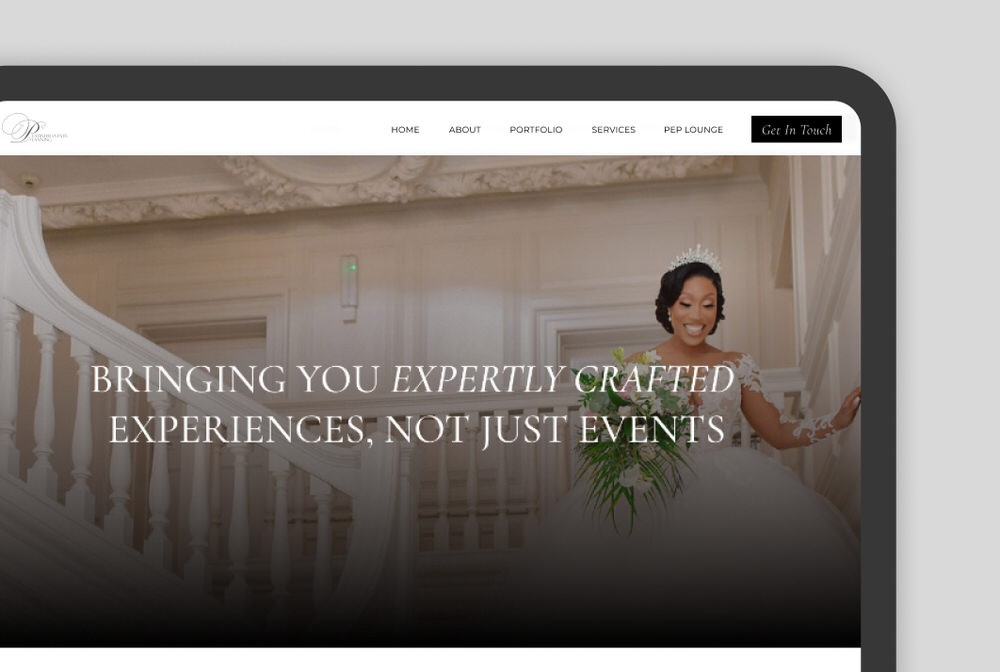 HOME ABOUT PORTFOLIO SERVICES PEP LOUNGE Get In Touch
BRINGING YOU EXPERTLY CRAFTED
EXPERIENCES, NOT JUST EVENTS